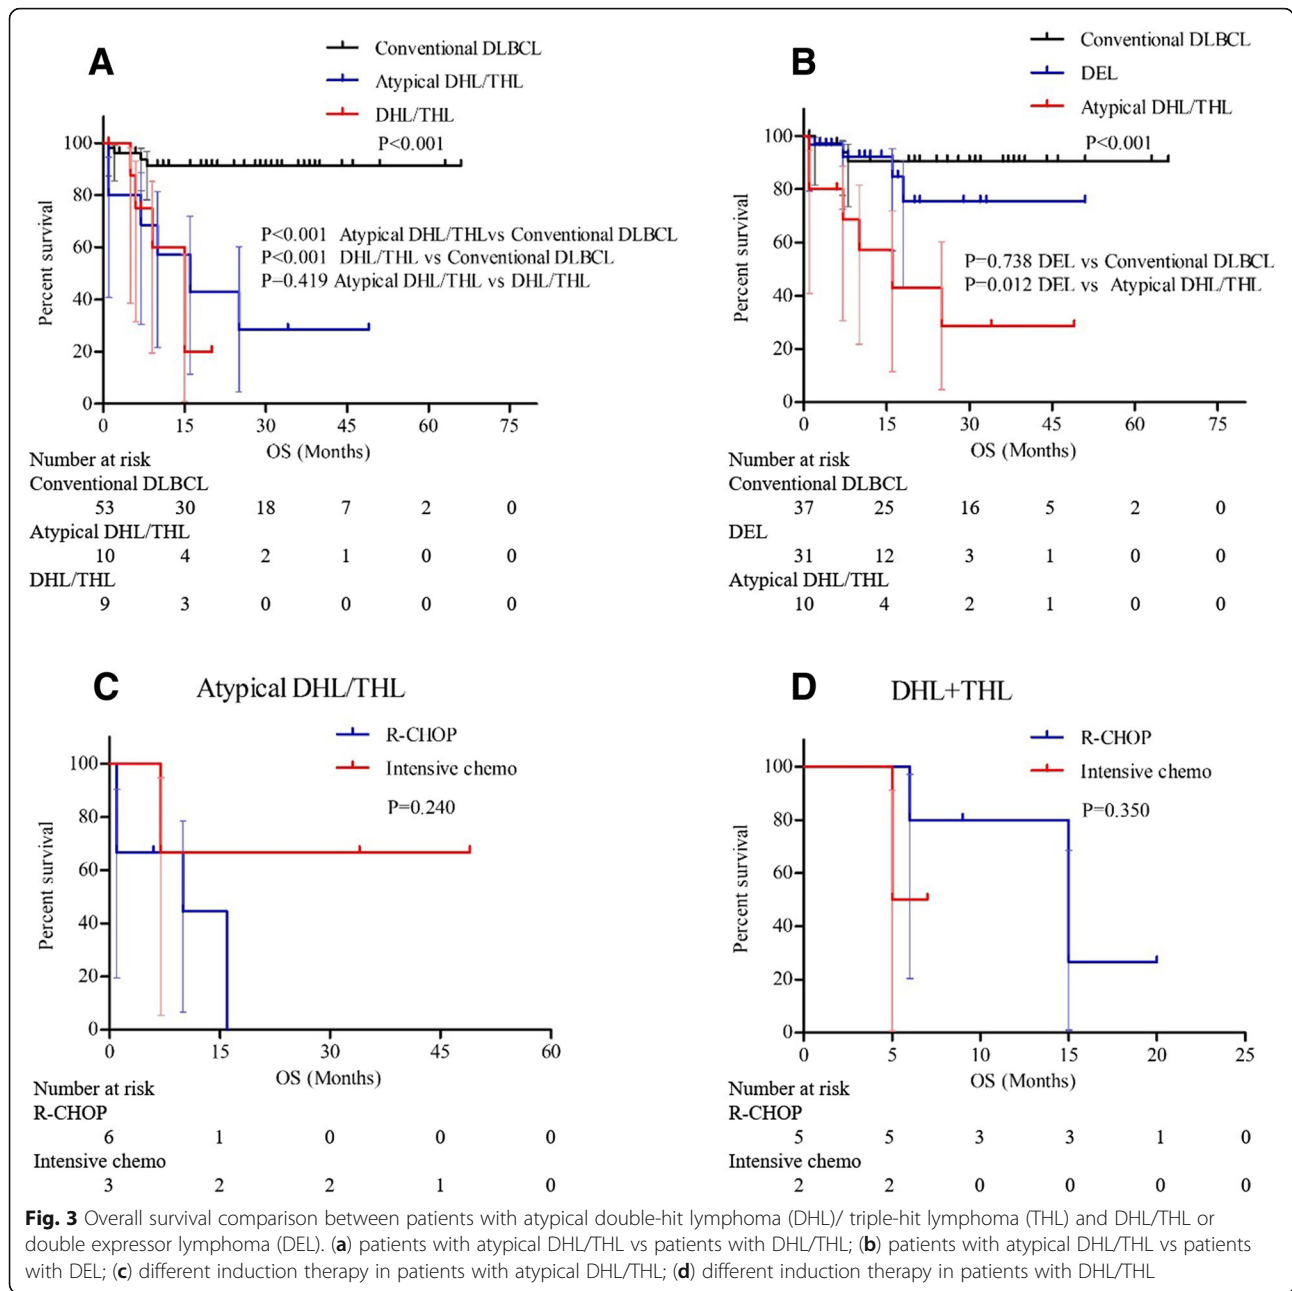 A
Conventional DLBCL
Atypical DHL/THL
DHL/THL
P<0.001
100
80
60
40
20
0
Percent survival
P<0.001 Atypical DHL/THLvs Conventional DLBCL
P<0.001 DHL/THL vs Conventional DLBCL
P=0.419 Atypical DHL/THL vs DHL/THL
0 15 30 45 60 75
OS (Months)
Number at risk
Conventional DLBCL
53 30 18 7 2 0
Atypical DHL/THL
10 4 2 1 0 0
DHL/THL
9 3 0 0 0 0
B
Conventional DLBCL
DEL
Atypical DHL/THL
P<0.001
100
80
60
40
20
0
Percent survival
P=0.738 DEL vs Conventional DLBCL
P=0.012 DEL vs Atypical DHL/THL
0 15 30 45 60 75
OS (Months)
Number at risk
Conventional DLBCL
37 25 16 5 2 0
DEL
31 12 3 1 0 0
Atypical DHL/THL
10 4 2 1 0 0
C
Atypical DHL/THL
R-CHOP
Intensive chemo
P=0.240
100
80
60
40
20
0
Percent survival
0 15 30 45 60
OS (Months)
Number at risk
R-CHOP
6 1 0 0 0
Intensive chemo
3 2 2 1 0
D
DHL+THL
R-CHOP
Intensive chemo
P=0.350
100
80
60
40
20
0
Percent survival
0 5 10 15 20 25
OS (Months)
Number at risk
R-CHOP
5 5 3 3 1 0
Intensive chemo
2 2 0 0 0 0
Fig. 3 Overall survival comparison between patients with atypical double-hit lymphoma (DHL)/ triple-hit lymphoma (THL) and DHL/THL or
double expressor lymphoma (DEL). (a) patients with atypical DHL/THL vs patients with DHL/THL; (b) patients with atypical DHL/THL vs patients
with DEL; (c) different induction therapy in patients with atypical DHL/THL; (d) different induction therapy in patients with DHL/THL